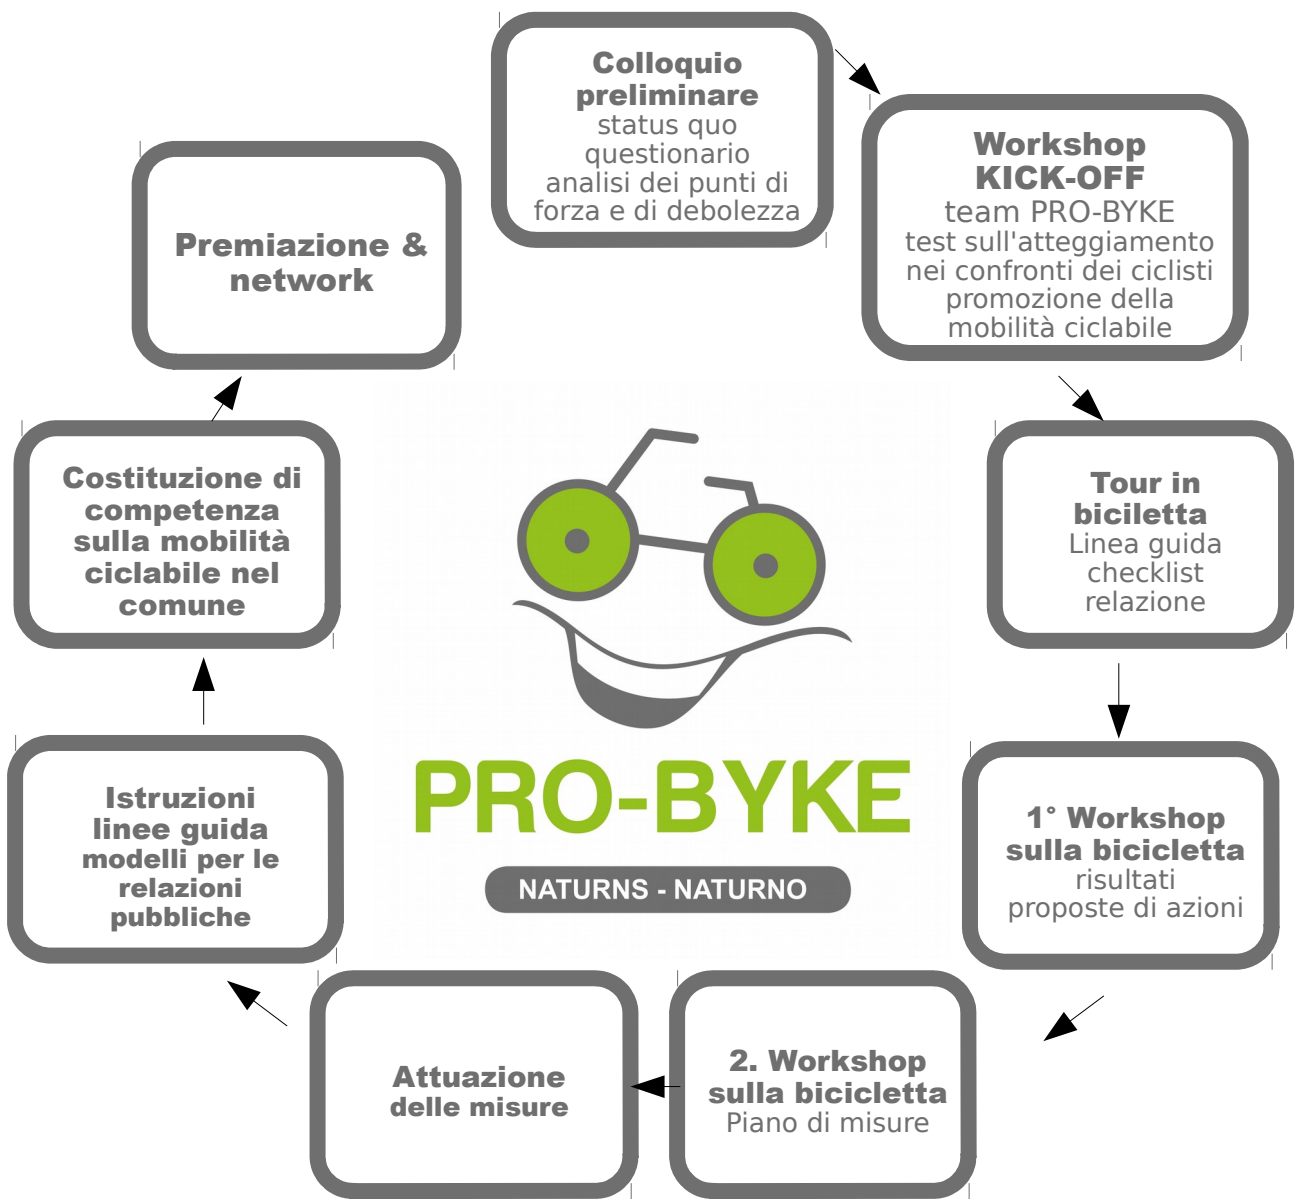 Colloquio
preliminare
status quo
questionario
analisi dei punti di
forza e di debolezza
Workshop
KICK-OFF
team PRO-BYKE
test sull'atteggiamento
nei confronti dei ciclisti
promozione della
mobilità ciclabile
Tour in
biciletta
Linea guida
checklist
relazione
1° Workshop
sulla bicicletta
risultati
proposte di azioni
2. Workshop
sulla bicicletta
Piano di misure
Attuazione
delle misure
Istruzioni
linee guida
modelli per le
relazioni
pubbliche
Costituzione di
competenza
sulla mobilità
ciclabile nel
comune
Premiazione &
network
PRO-BYKE
NATURNS - NATURNO